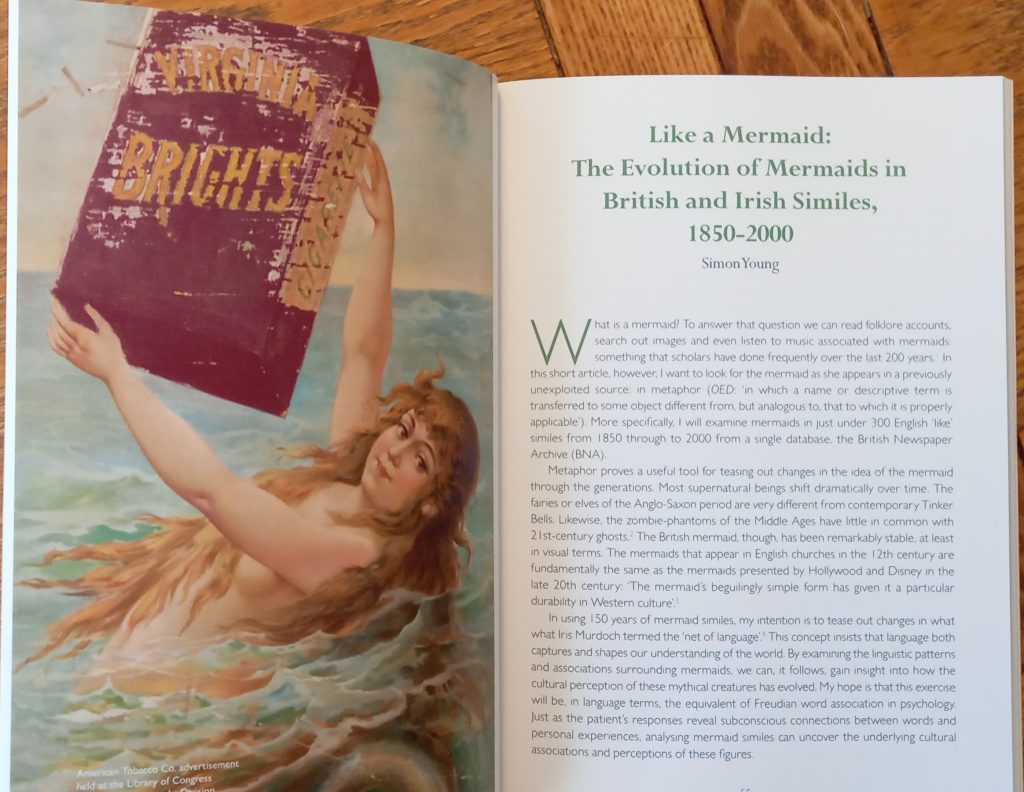 VIRGINIA
BRIGHTS
American Tobacco Co. advertisement
held at the Library of Congress
Division
Like a Mermaid:
The Evolution of Mermaids in
British and Irish Similes,
1850–2000
Simon Young
What is a mermaid? To answer that question we can read folklore accounts,
search out images and even listen to music associated with mermaids:
something that scholars have done frequently over the last 200 years. In
this short article, however, I want to look for the mermaid as she appears in a previously
unexploited source: in metaphor (OED: 'in which a name or descriptive term is
transferred to some object different from, but analogous to, that to which it is properly
applicable'). More specifically, I will examine mermaids in just under 300 English 'like'
similes from 1850 through to 2000 from a single database, the British Newspaper
Archive (BNA).
Metaphor proves a useful tool for teasing out changes in the idea of the mermaid
through the generations. Most supernatural beings shift dramatically over time. The
fairies or elves of the Anglo-Saxon period are very different from contemporary Tinker
Bells. Likewise, the zombie-phantoms of the Middle Ages have little in common with
21st-century ghosts.² The British mermaid, though, has been remarkably stable, at least
in visual terms. The mermaids that appear in English churches in the 12th century are
fundamentally the same as the mermaids presented by Hollywood and Disney in the
late 20th century: 'The mermaid's beguilingly simple form has given it a particular
durability in Western culture'.³
In using 150 years of mermaid similes, my intention is to tease out changes in what
what Iris Murdoch termed the 'net of language'.⁴ This concept insists that language both
captures and shapes our understanding of the world. By examining the linguistic patterns
and associations surrounding mermaids, we can, it follows, gain insight into how the
cultural perception of these mythical creatures has evolved. My hope is that this exercise
will be, in language terms, the equivalent of Freudian word association in psychology.
Just as the patient's responses reveal subconscious connections between words and
personal experiences, analysing mermaid similes can uncover the underlying cultural
associations and perceptions of these figures.